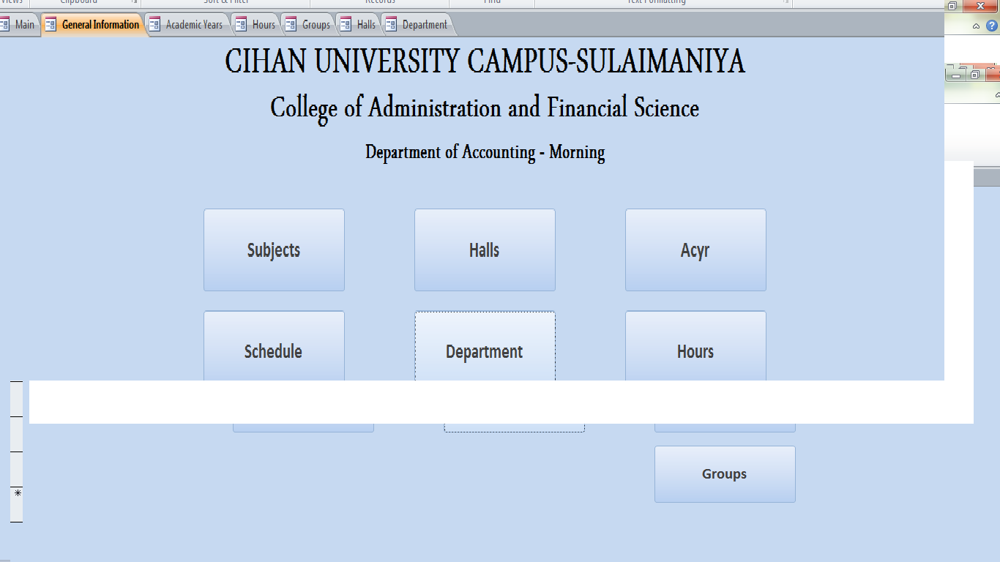 Views Clipboard Sort & Filter Records Find Text Formatting
Main General Information Academic Years Hours Groups Halls Department
CIHAN UNIVERSITY CAMPUS-SULAIMANIYA
College of Administration and Financial Science
Department of Accounting - Morning
Subjects Halls Acyr
Schedule Department Hours
Groups